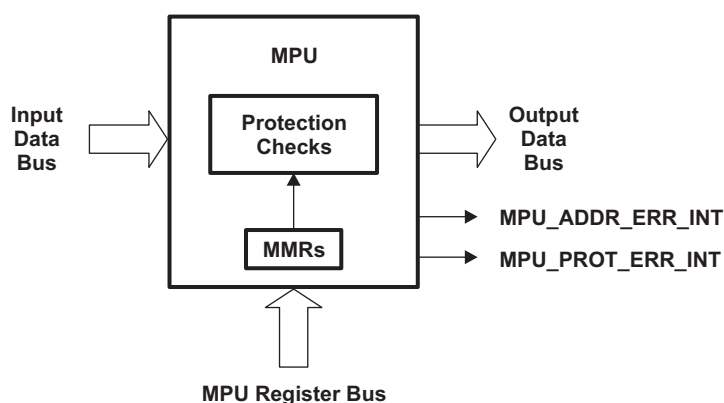 MPU
Input
Data
Bus
Protection
Checks
Output
Data
Bus
MPU_ADDR_ERR_INT
MMRs
MPU_PROT_ERR_INT
MPU Register Bus